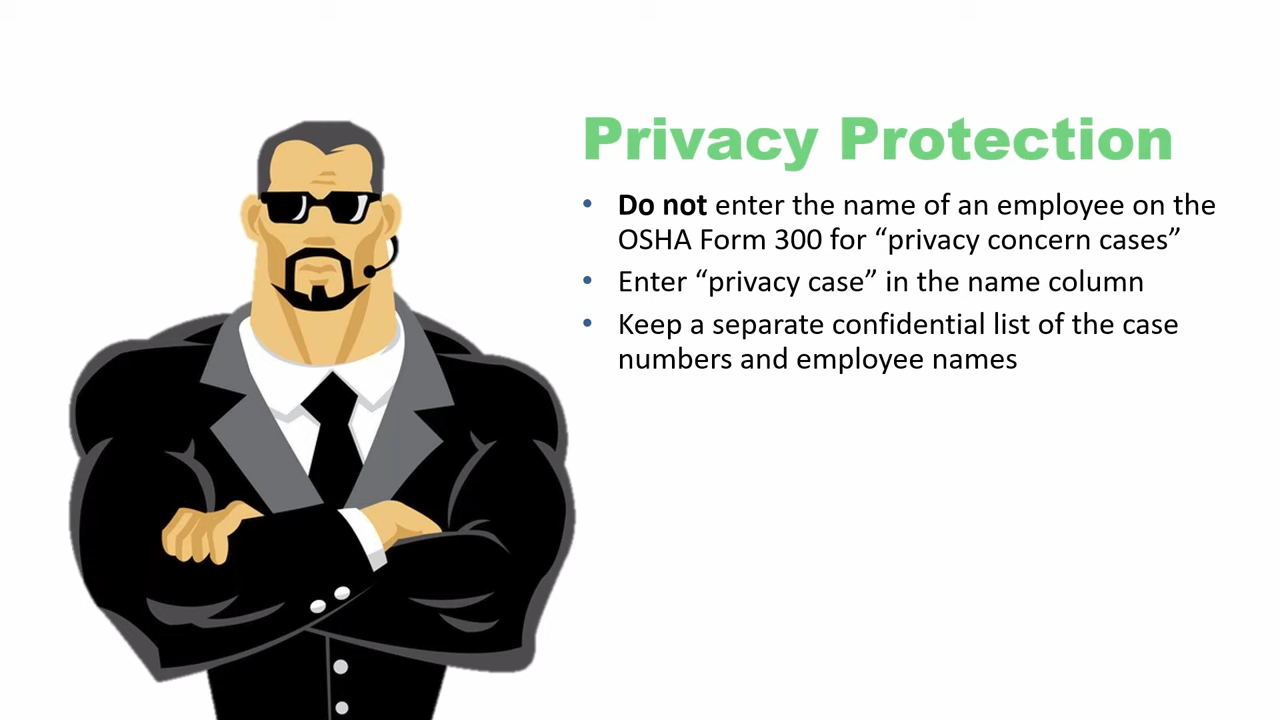 Privacy Protection
• Do not enter the name of an employee on the
OSHA Form 300 for “privacy concern cases”
• Enter “privacy case” in the name column
• Keep a separate confidential list of the case
numbers and employee names